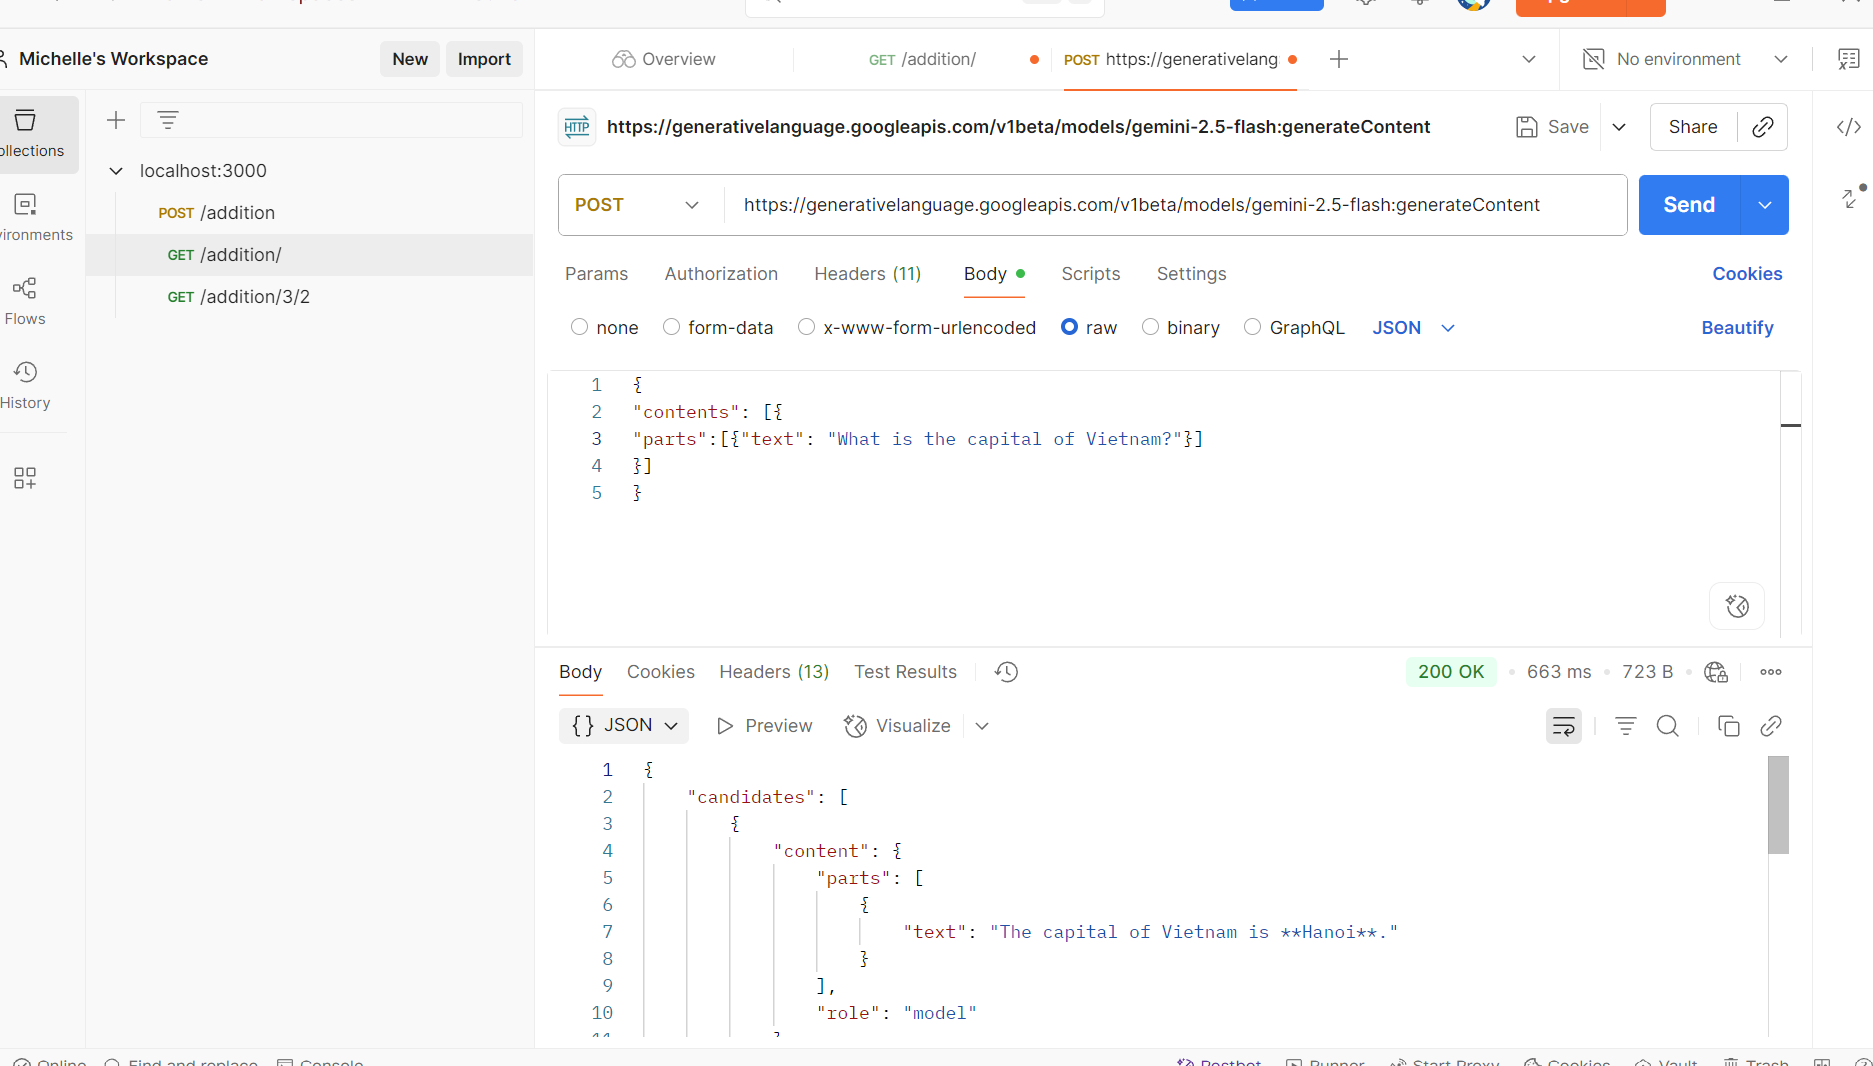 Michelle's Workspace
New
Import
Overview
GET /addition/
POST https://generativelang
No environment
ollections
vironments
Flows
History
localhost:3000
POST /addition
GET /addition/
GET /addition/3/2
HTTP
https://generativelanguage.googleapis.com/v1beta/models/gemini-2.5-flash:generateContent
Save
Share
POST
https://generativelanguage.googleapis.com/v1beta/models/gemini-2.5-flash:generateContent
Send
Params
Authorization
Headers (11)
Body
Scripts
Settings
Cookies
none
form-data
x-www-form-urlencoded
raw
binary
GraphQL
JSON
Beautify
1 {
2 "contents": [{
3 "parts":[{"text": "What is the capital of Vietnam?"}]
4 }]
5 }
Body
Cookies
Headers (13)
Test Results
200 OK
663 ms
723 B
{} JSON
Preview
Visualize
1 {
2 "candidates": [
3 {
4 "content": {
5 "parts": [
6 {
7 "text": "The capital of Vietnam is **Hanoi**."
8 }
9 ],
10 "role": "model"
11 }
Online
Find and replace
Console
Postbot
Runner
Start Proxy
Cookies
Vault
Trash